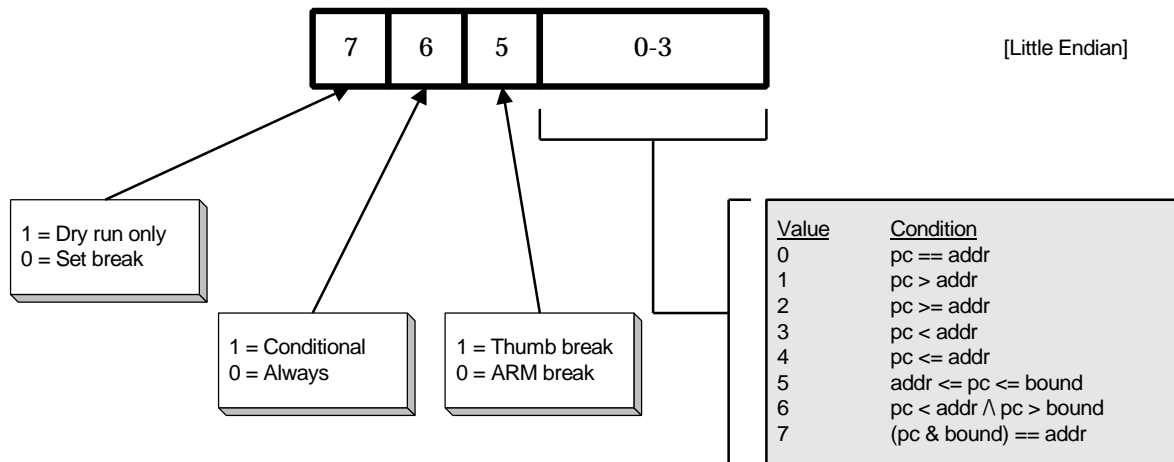 7 6 5 0-3 [Little Endian]
1 = Dry run only
0 = Set break
1 = Conditional
0 = Always
1 = Thumb break
0 = ARM break
Value Condition
0 pc == addr
1 pc > addr
2 pc >= addr
3 pc < addr
4 pc <= addr
5 addr <= pc <= bound
6 pc < addr /\ pc > bound
7 (pc & bound) == addr